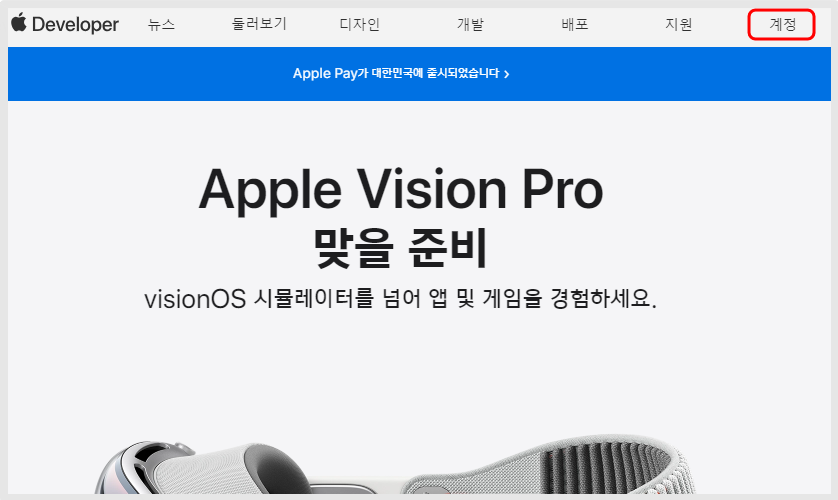 Developer 뉴스 둘러보기 디자인 개발 배포 지원 계정
Apple Pay가 대한민국에 출시되었습니다 ›
Apple Vision Pro
맞을 준비
visionOS 시뮬레이터를 넘어 앱 및 게임을 경험하세요.